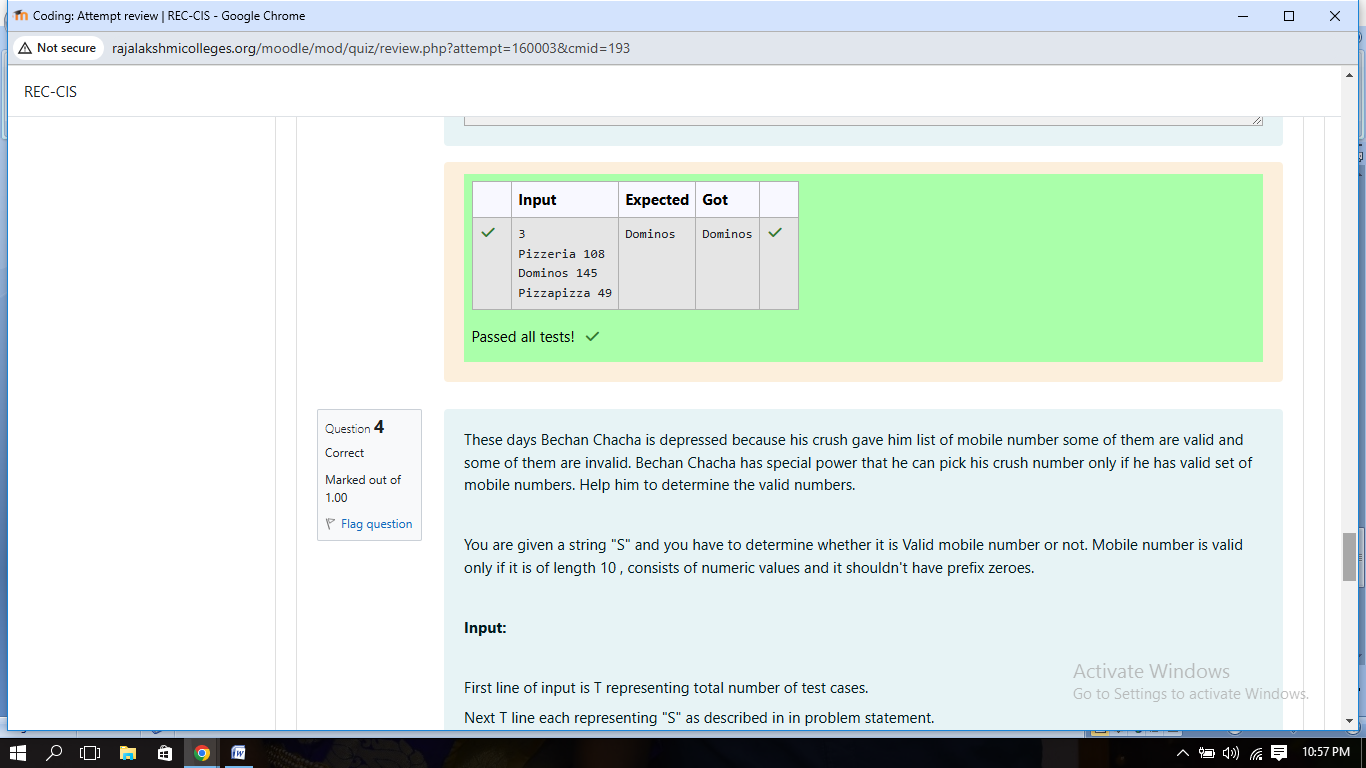 Coding: Attempt review | REC-CIS - Google Chrome
Not secure rajalakshmicolleges.org/moodle/mod/quiz/review.php?attempt=160003&cmid=193
REC-CIS
Input Expected Got
3 Dominos Dominos
Pizzeria 108
Dominos 145
Pizzapizza 49
Passed all tests!
Question 4
Correct
Marked out of
1.00
Flag question
These days Bechan Chacha is depressed because his crush gave him list of mobile number some of them are valid and
some of them are invalid. Bechan Chacha has special power that he can pick his crush number only if he has valid set of
mobile numbers. Help him to determine the valid numbers.
You are given a string "S" and you have to determine whether it is Valid mobile number or not. Mobile number is valid
only if it is of length 10 , consists of numeric values and it shouldn't have prefix zeroes.
Input:
First line of input is T representing total number of test cases.
Next T line each representing "S" as described in in problem statement.
Activate Windows
Go to Settings to activate Windows.
10:57 PM